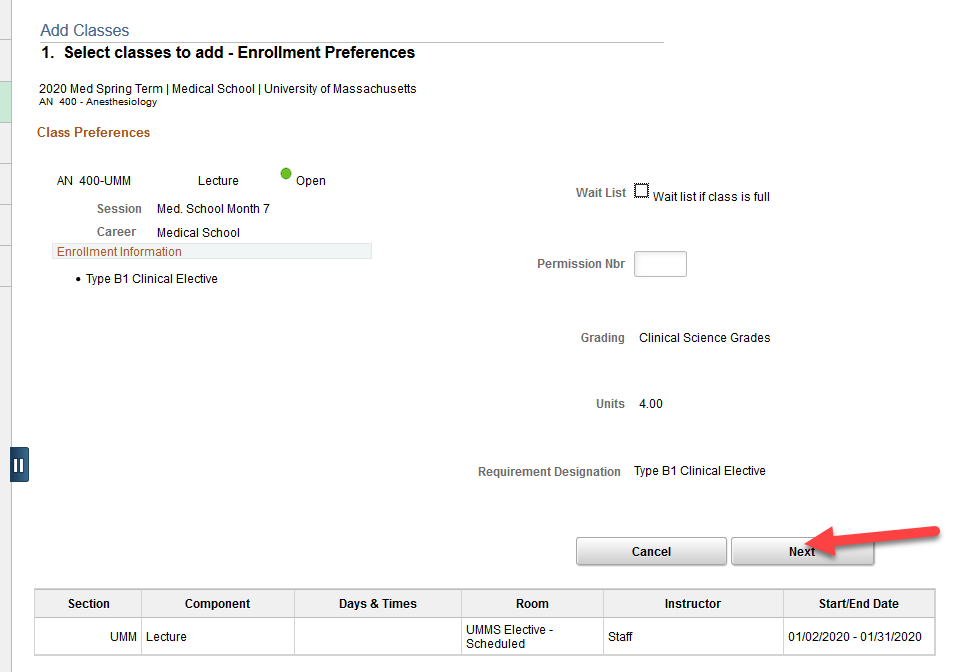 Add Classes
1. Select classes to add - Enrollment Preferences
2020 Med Spring Term | Medical School | University of Massachusetts
AN 400 - Anesthesiology
Class Preferences
AN 400-UMM Lecture Open
Session Med. School Month 7
Career Medical School
Enrollment Information
• Type B1 Clinical Elective
Wait List Wait list if class is full
Permission Nbr
Grading Clinical Science Grades
Units 4.00
Requirement Designation Type B1 Clinical Elective
Cancel Next
Section Component Days & Times Room Instructor Start/End Date
UMM Lecture UMMS Elective - Scheduled Staff 01/02/2020 - 01/31/2020